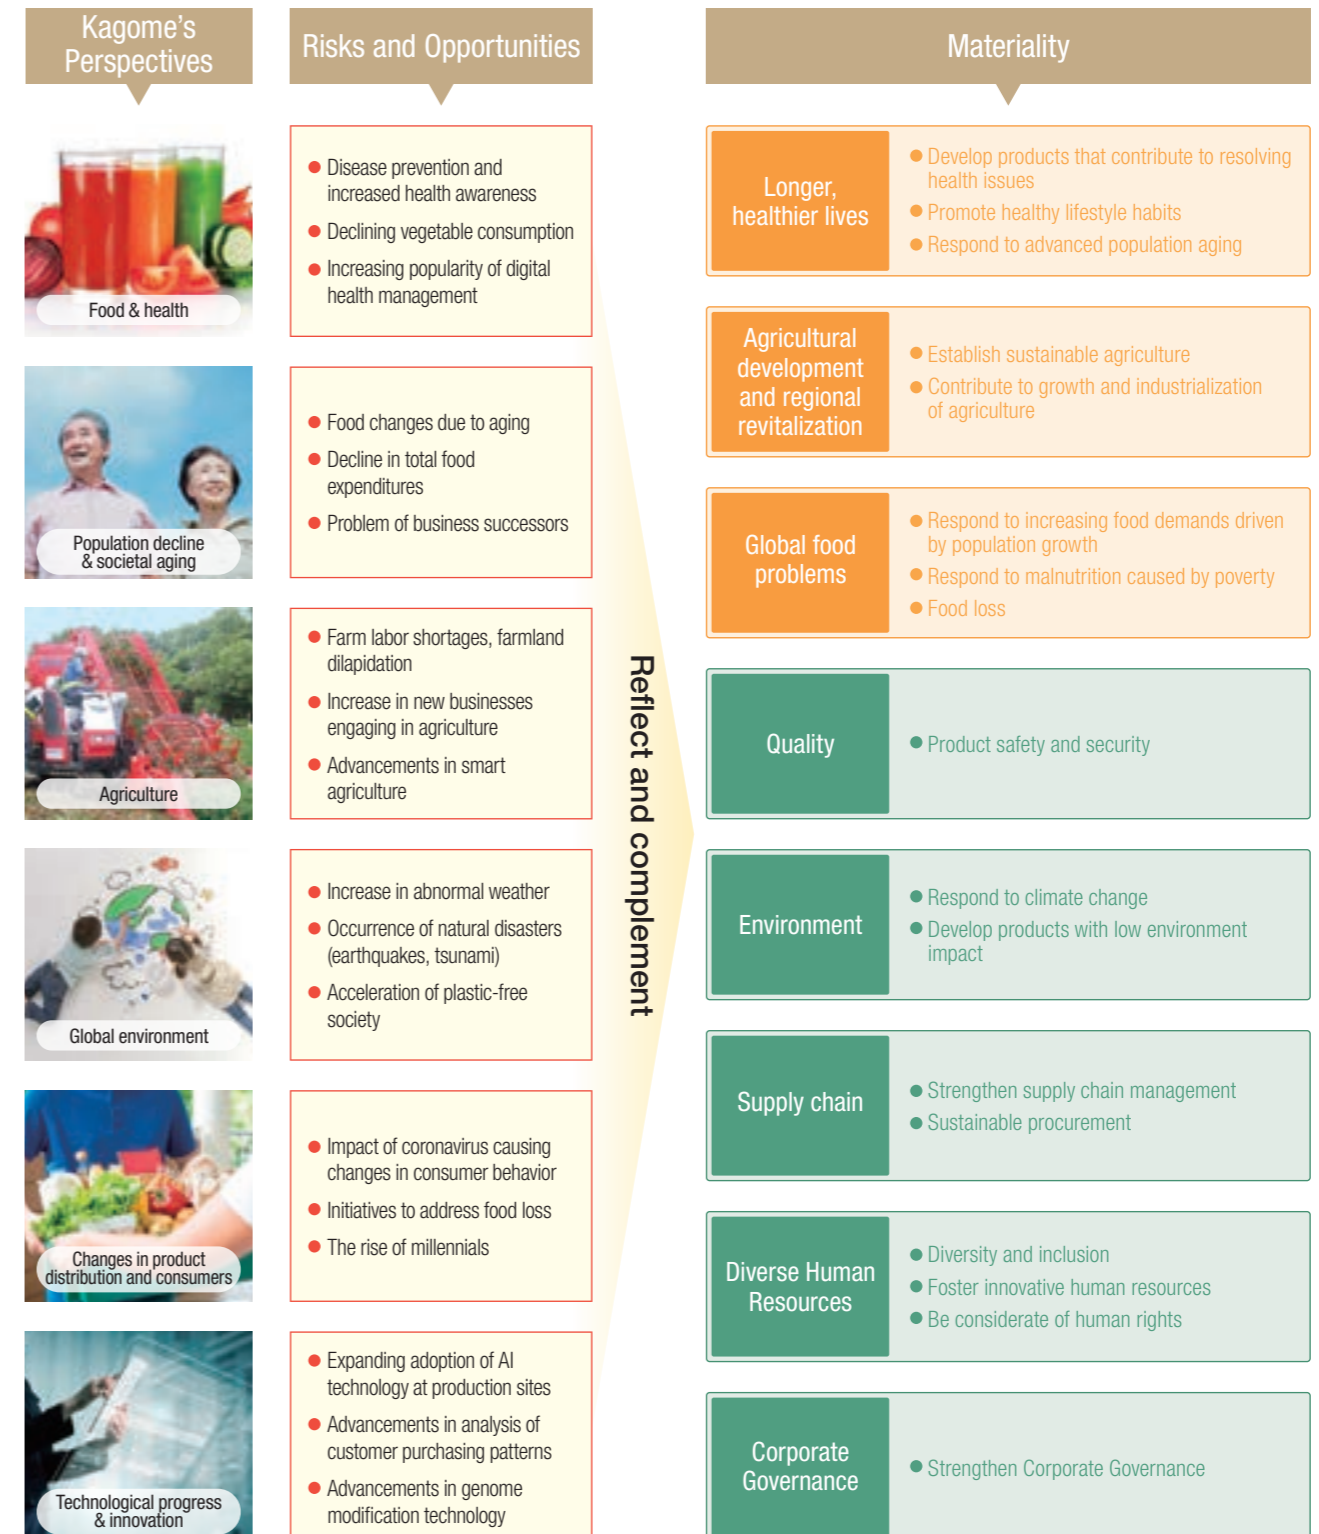 Kagome's
Perspectives
Risks and Opportunities
Materiality
Food & health
● Disease prevention and
increased health awareness
● Declining vegetable consumption
● Increasing popularity of digital
health management
Population decline
& societal aging
● Food changes due to aging
● Decline in total food
expenditures
● Problem of business successors
Agriculture
● Farm labor shortages, farmland
dilapidation
● Increase in new businesses
engaging in agriculture
● Advancements in smart
agriculture
Global environment
● Increase in abnormal weather
● Occurrence of natural disasters
(earthquakes, tsunami)
● Acceleration of plastic-free
society
Changes in product
distribution and consumers
● Impact of coronavirus causing
changes in consumer behavior
● Initiatives to address food loss
● The rise of millennials
Technological progress
& innovation
● Expanding adoption of AI
technology at production sites
● Advancements in analysis of
customer purchasing patterns
● Advancements in genome
modification technology
Reflect and complement
Longer,
healthier lives
● Develop products that contribute to resolving
health issues
● Promote healthy lifestyle habits
● Respond to advanced population aging
Agricultural
development
and regional
revitalization
● Establish sustainable agriculture
● Contribute to growth and industrialization
of agriculture
Global food
problems
● Respond to increasing food demands driven
by population growth
● Respond to malnutrition caused by poverty
● Food loss
Quality
● Product safety and security
Environment
● Respond to climate change
● Develop products with low environment
impact
Supply chain
● Strengthen supply chain management
● Sustainable procurement
Diverse Human
Resources
● Diversity and inclusion
● Foster innovative human resources
● Be considerate of human rights
Corporate
Governance
● Strengthen Corporate Governance